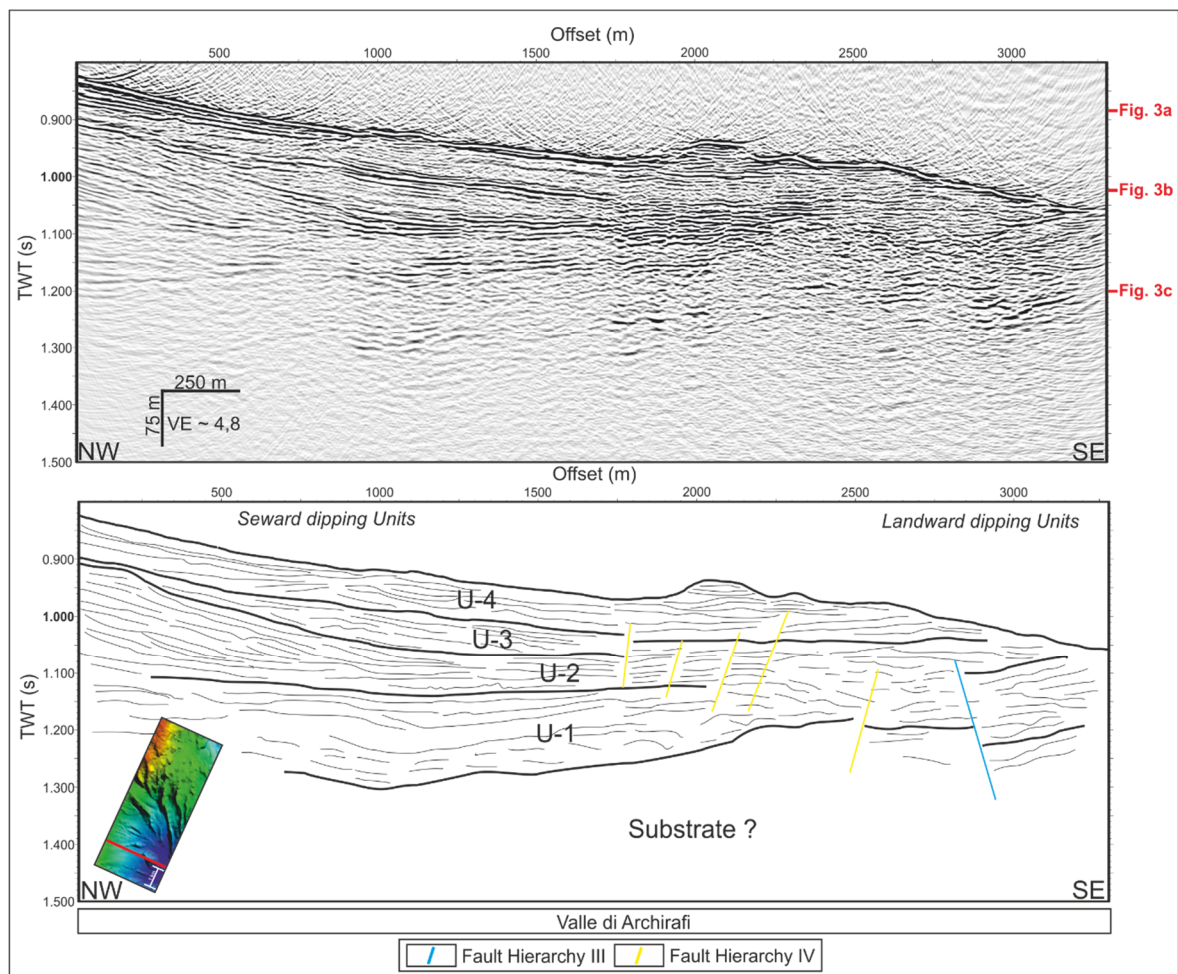 Offset (m)
500 1000 1500 2000 2500 3000
0.900
1.000
1.100
1.200
1.300
1.400
1.500
TWT (s)
Fig. 3a
Fig. 3b
Fig. 3c
250 m
75 m
VE ~ 4,8
NW SE
Offset (m)
500 1000 1500 2000 2500 3000
Seward dipping Units Landward dipping Units
0.900
1.000
1.100
1.200
1.300
1.400
1.500
TWT (s)
U-4
U-3
U-2
U-1
Substrate ?
NW SE
Valle di Archirafi
Fault Hierarchy III Fault Hierarchy IV